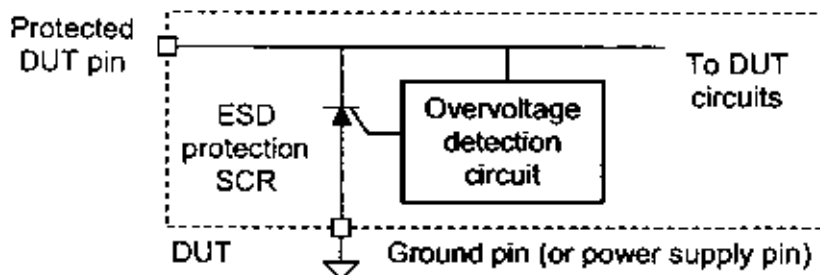 Protected
DUT pin
To DUT
circuits
ESD
protection
SCR
Overvoltage
detection
circuit
DUT
Ground pin (or power supply pin)